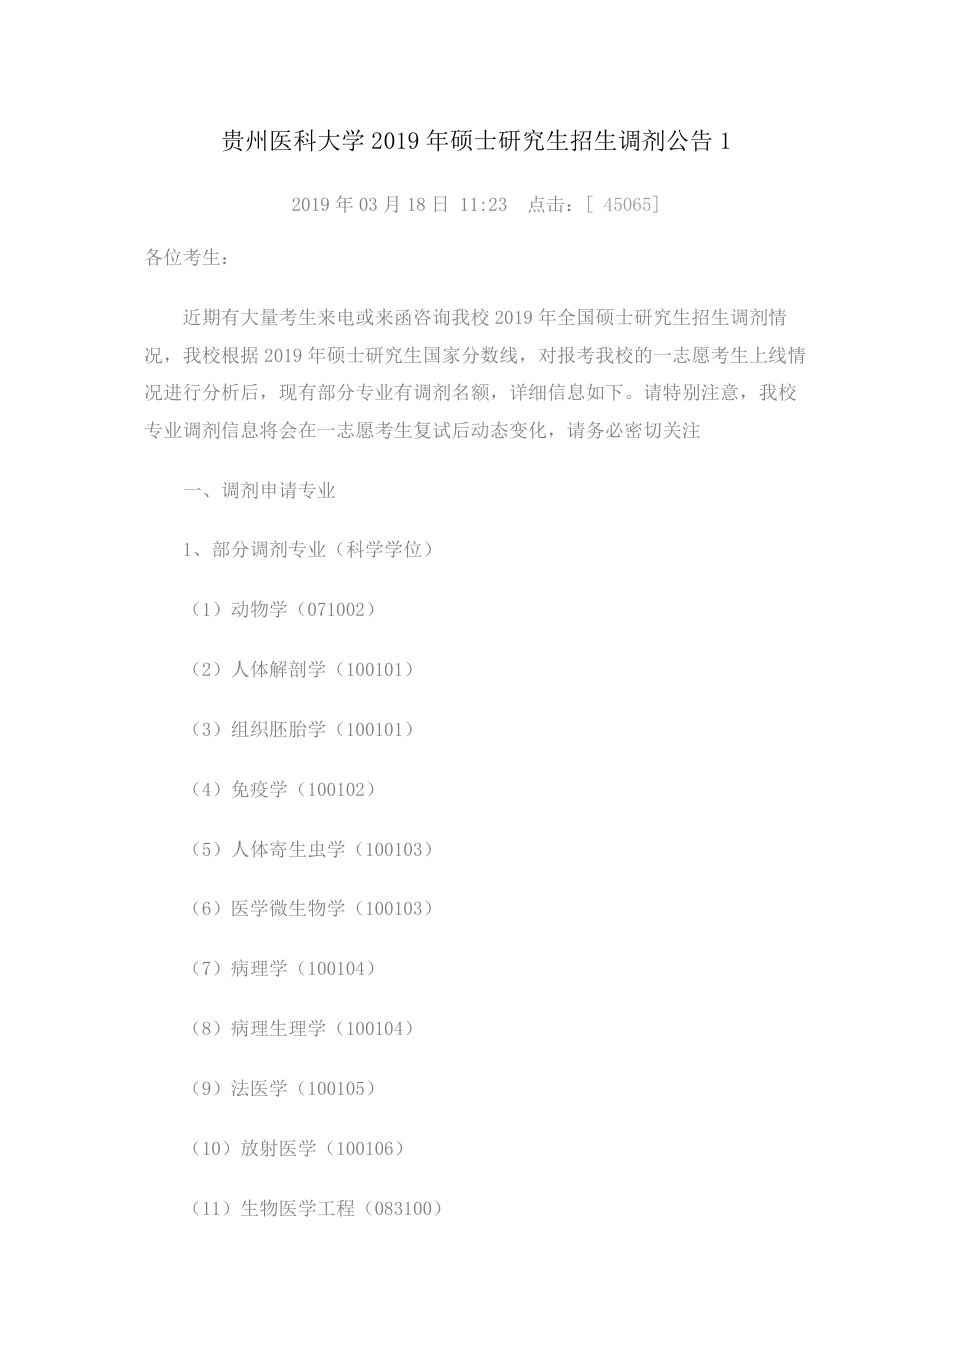 贵州医科大学 2019 年硕士研究生招生调剂公告 1
2019 年 03 月 18 日 11:23 点击：[ 45065]
各位考生：
近期有大量考生来电或来函咨询我校 2019 年全国硕士研究生招生调剂情
况，我校根据 2019 年硕士研究生国家分数线，对报考我校的一志愿考生上线情
况进行分析后，现有部分专业有调剂名额，详细信息如下。请特别注意，我校
专业调剂信息将会在一志愿考生复试后动态变化，请务必密切关注
一、调剂申请专业
1、部分调剂专业（科学学位）
（1）动物学（071002）
（2）人体解剖学（100101）
（3）组织胚胎学（100101）
（4）免疫学（100102）
（5）人体寄生虫学（100103）
（6）医学微生物学（100103）
（7）病理学（100104）
（8）病理生理学（100104）
（9）法医学（100105）
（10）放射医学（100106）
（11）生物医学工程（083100）